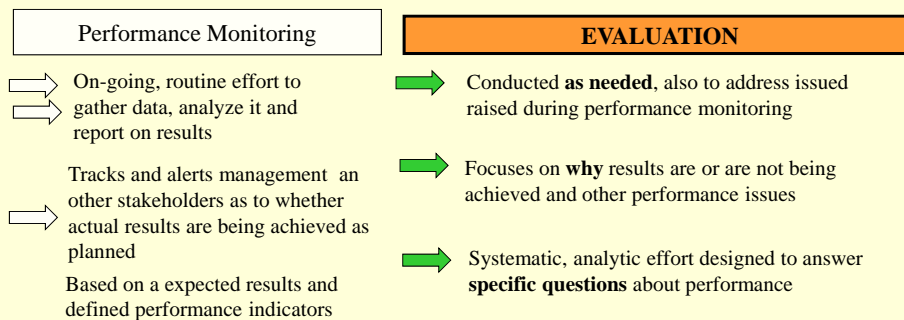 Performance Monitoring
On-going, routine effort to
gather data, analyze it and
report on results
Tracks and alerts management an
other stakeholders as to whether
actual results are being achieved as
planned
Based on a expected results and
defined performance indicators
EVALUATION
Conducted as needed, also to address issued
raised during performance monitoring
Focuses on why results are or are not being
achieved and other performance issues
Systematic, analytic effort designed to answer
specific questions about performance